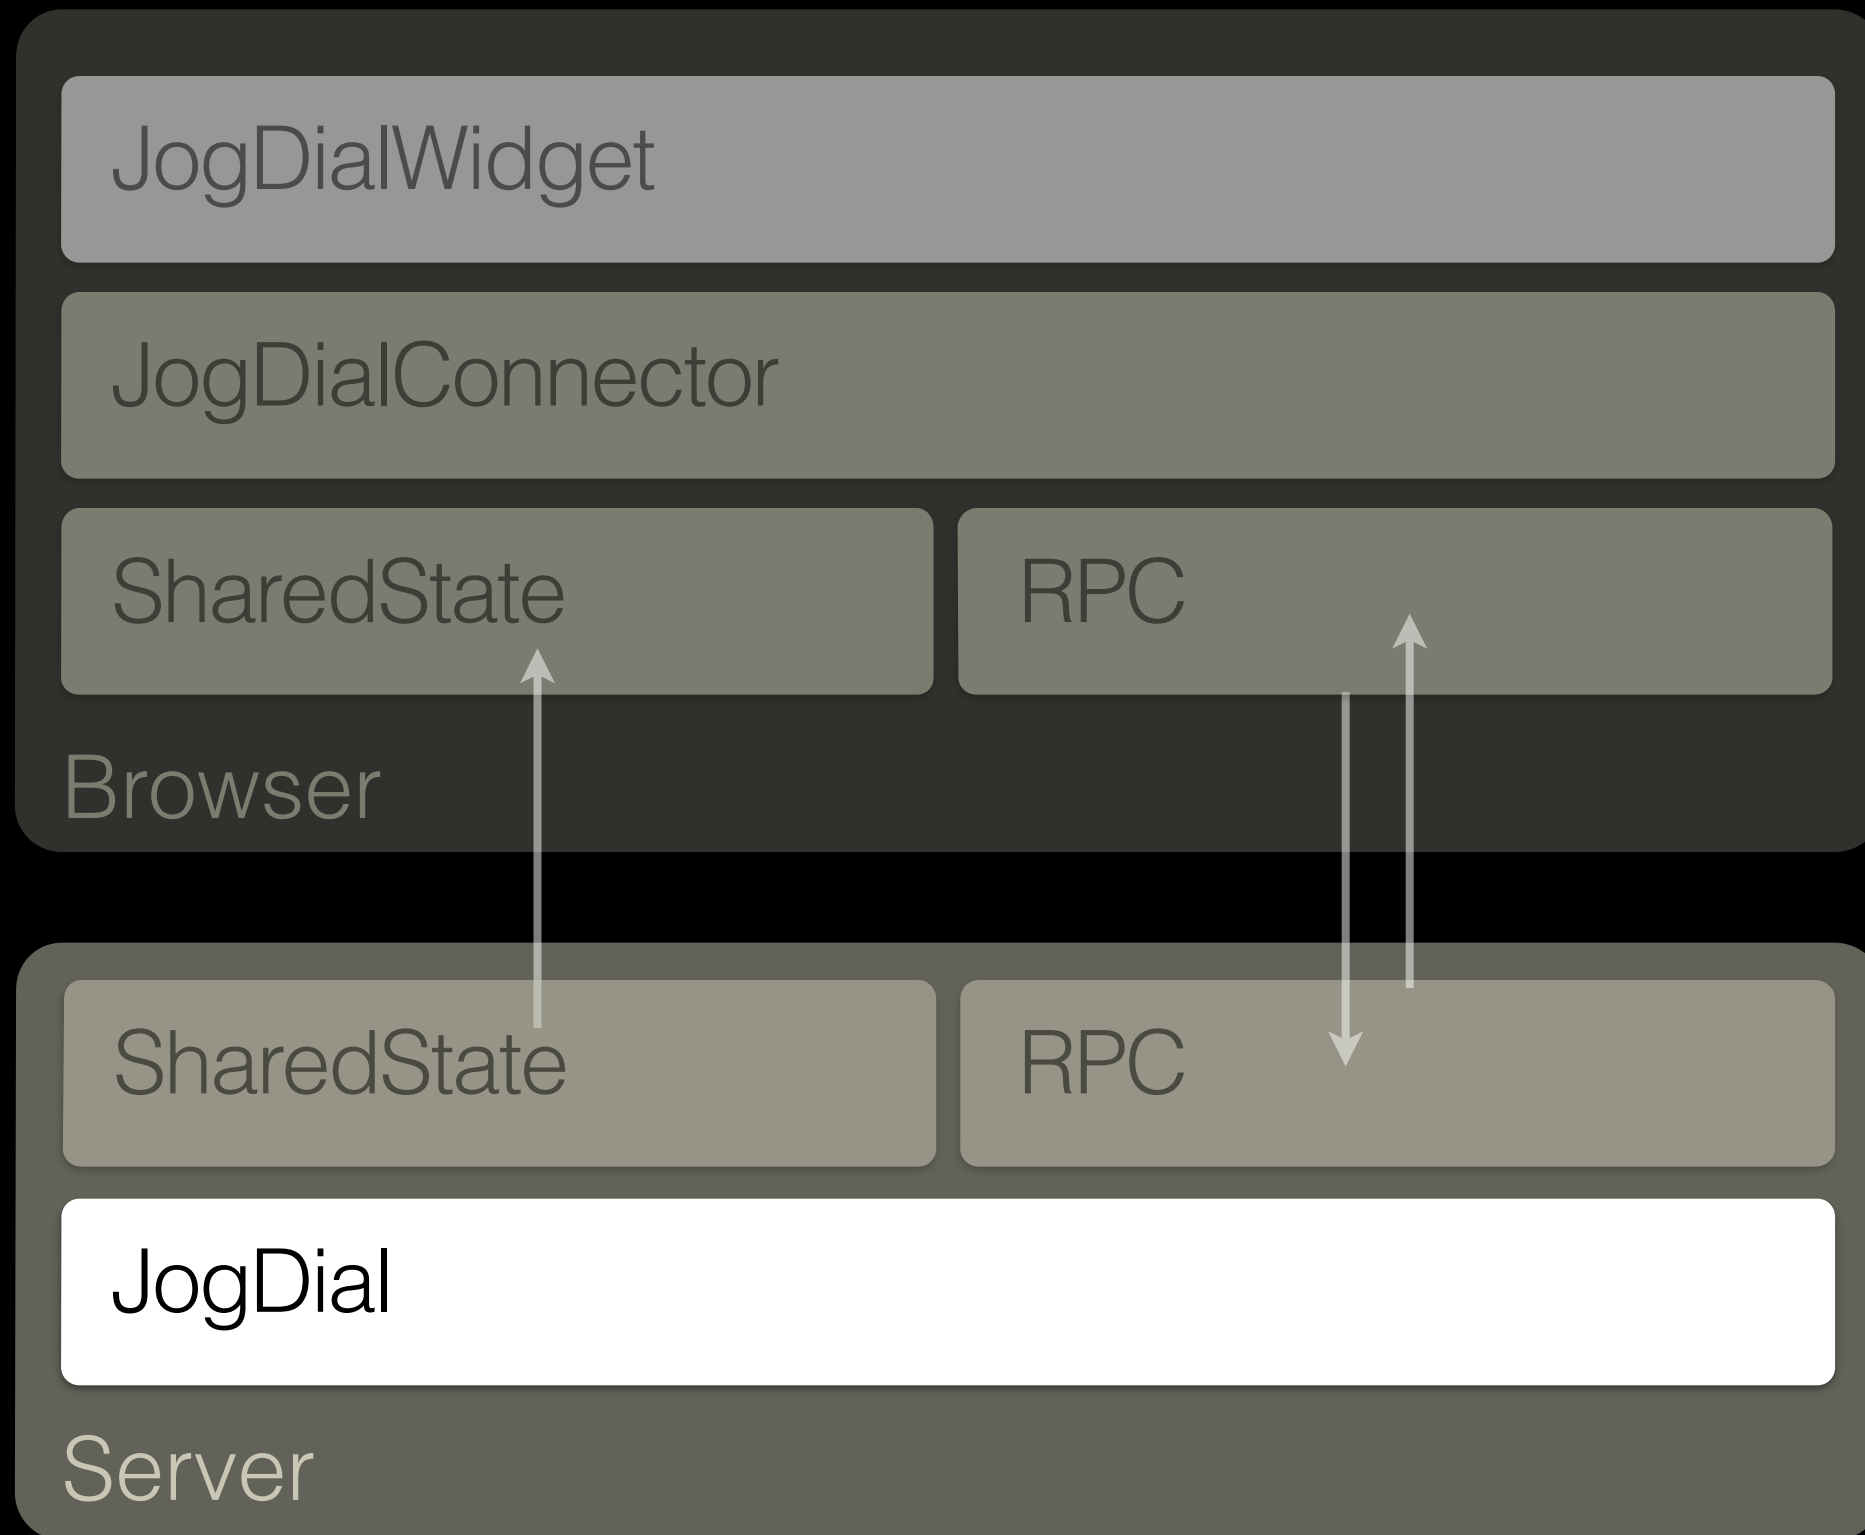 JogDialWidget
JogDialConnector
SharedState
RPC
Browser
SharedState
RPC
JogDial
Server